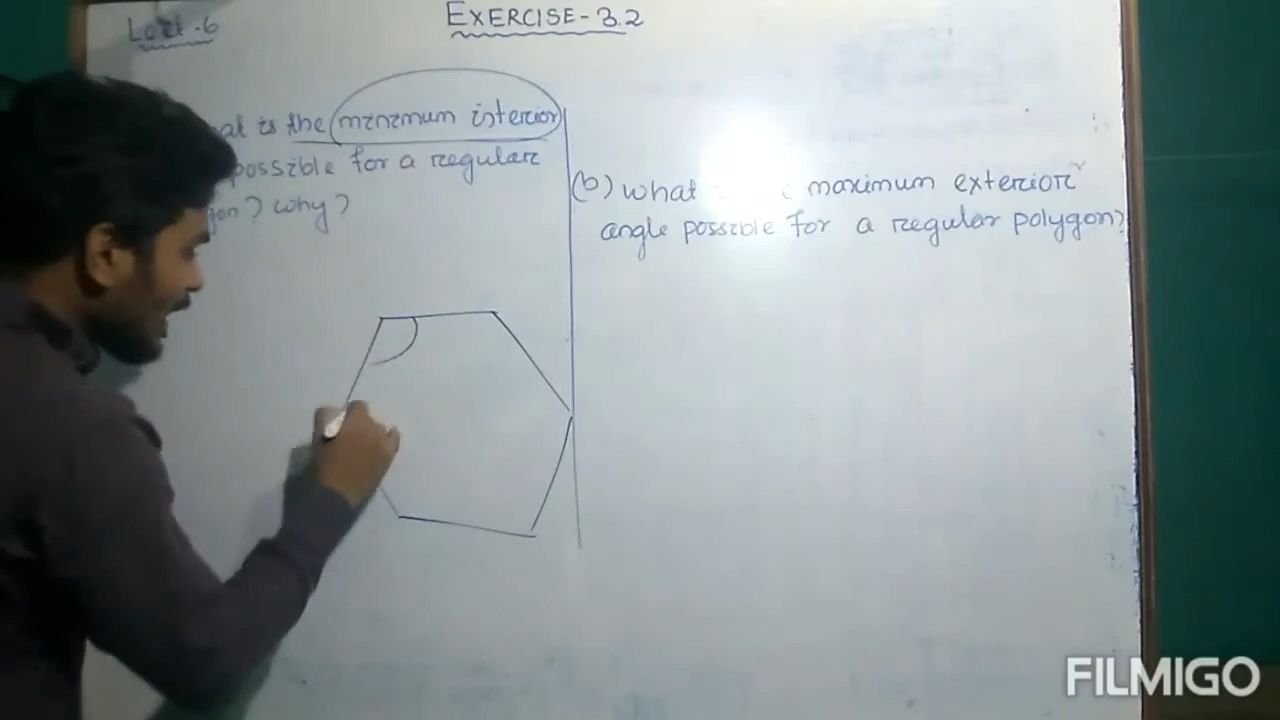 Lect-6
EXERCISE-3.2
is the minimum interior
possible for a regular
why?
(b) what maximum exterior
angle possible for a regular polygon?
FILMIGO